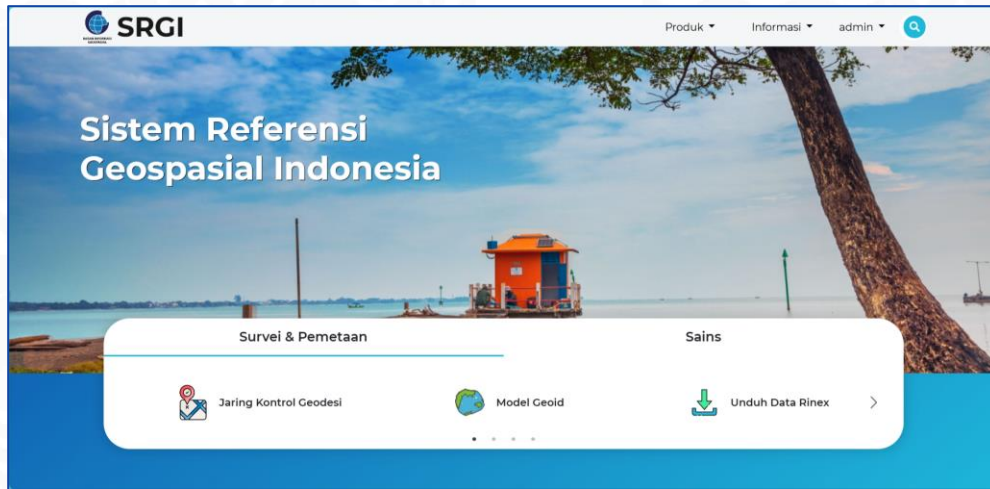 SRGI
Produk
Informasi
admin
Sistem Referensi
Geospasial Indonesia
Survei & Pemetaan
Sains
Jaring Kontrol Geodesi
Model Geoid
Unduh Data Rinex